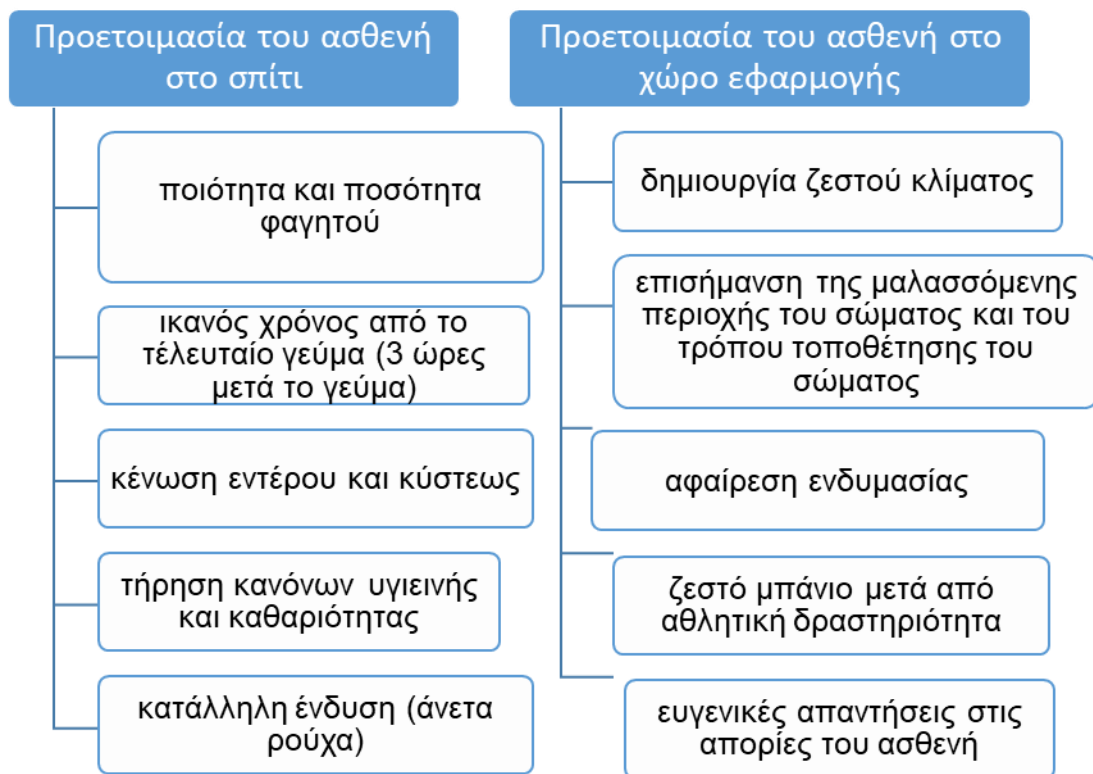 Προετοιμασία του ασθενή
στο σπίτι
ποιότητα και ποσότητα
φαγητού
ικανός χρόνος από το
τέλευταίο γεύμα (3 ώρες
μετά το γεύμα)
κένωση εντέρου και κύστεως
τήρηση κανόνων υγιεινής
και καθαριότητας
κατάλληλη ένδυση (άνετα
ρούχα)
Προετοιμασία του ασθενή στο
χώρο εφαρμογής
δημιουργία ζεστού κλίματος
επισήμανση της μαλασσόμενης
περιοχής του σώματος και του
τρόπου τοποθέτησης του
σώματος
αφαίρεση ενδυμασίας
ζεστό μπάνιο μετά από
αθλητική δραστηριότητα
ευγενικές απαντήσεις στις
απορίες του ασθενή